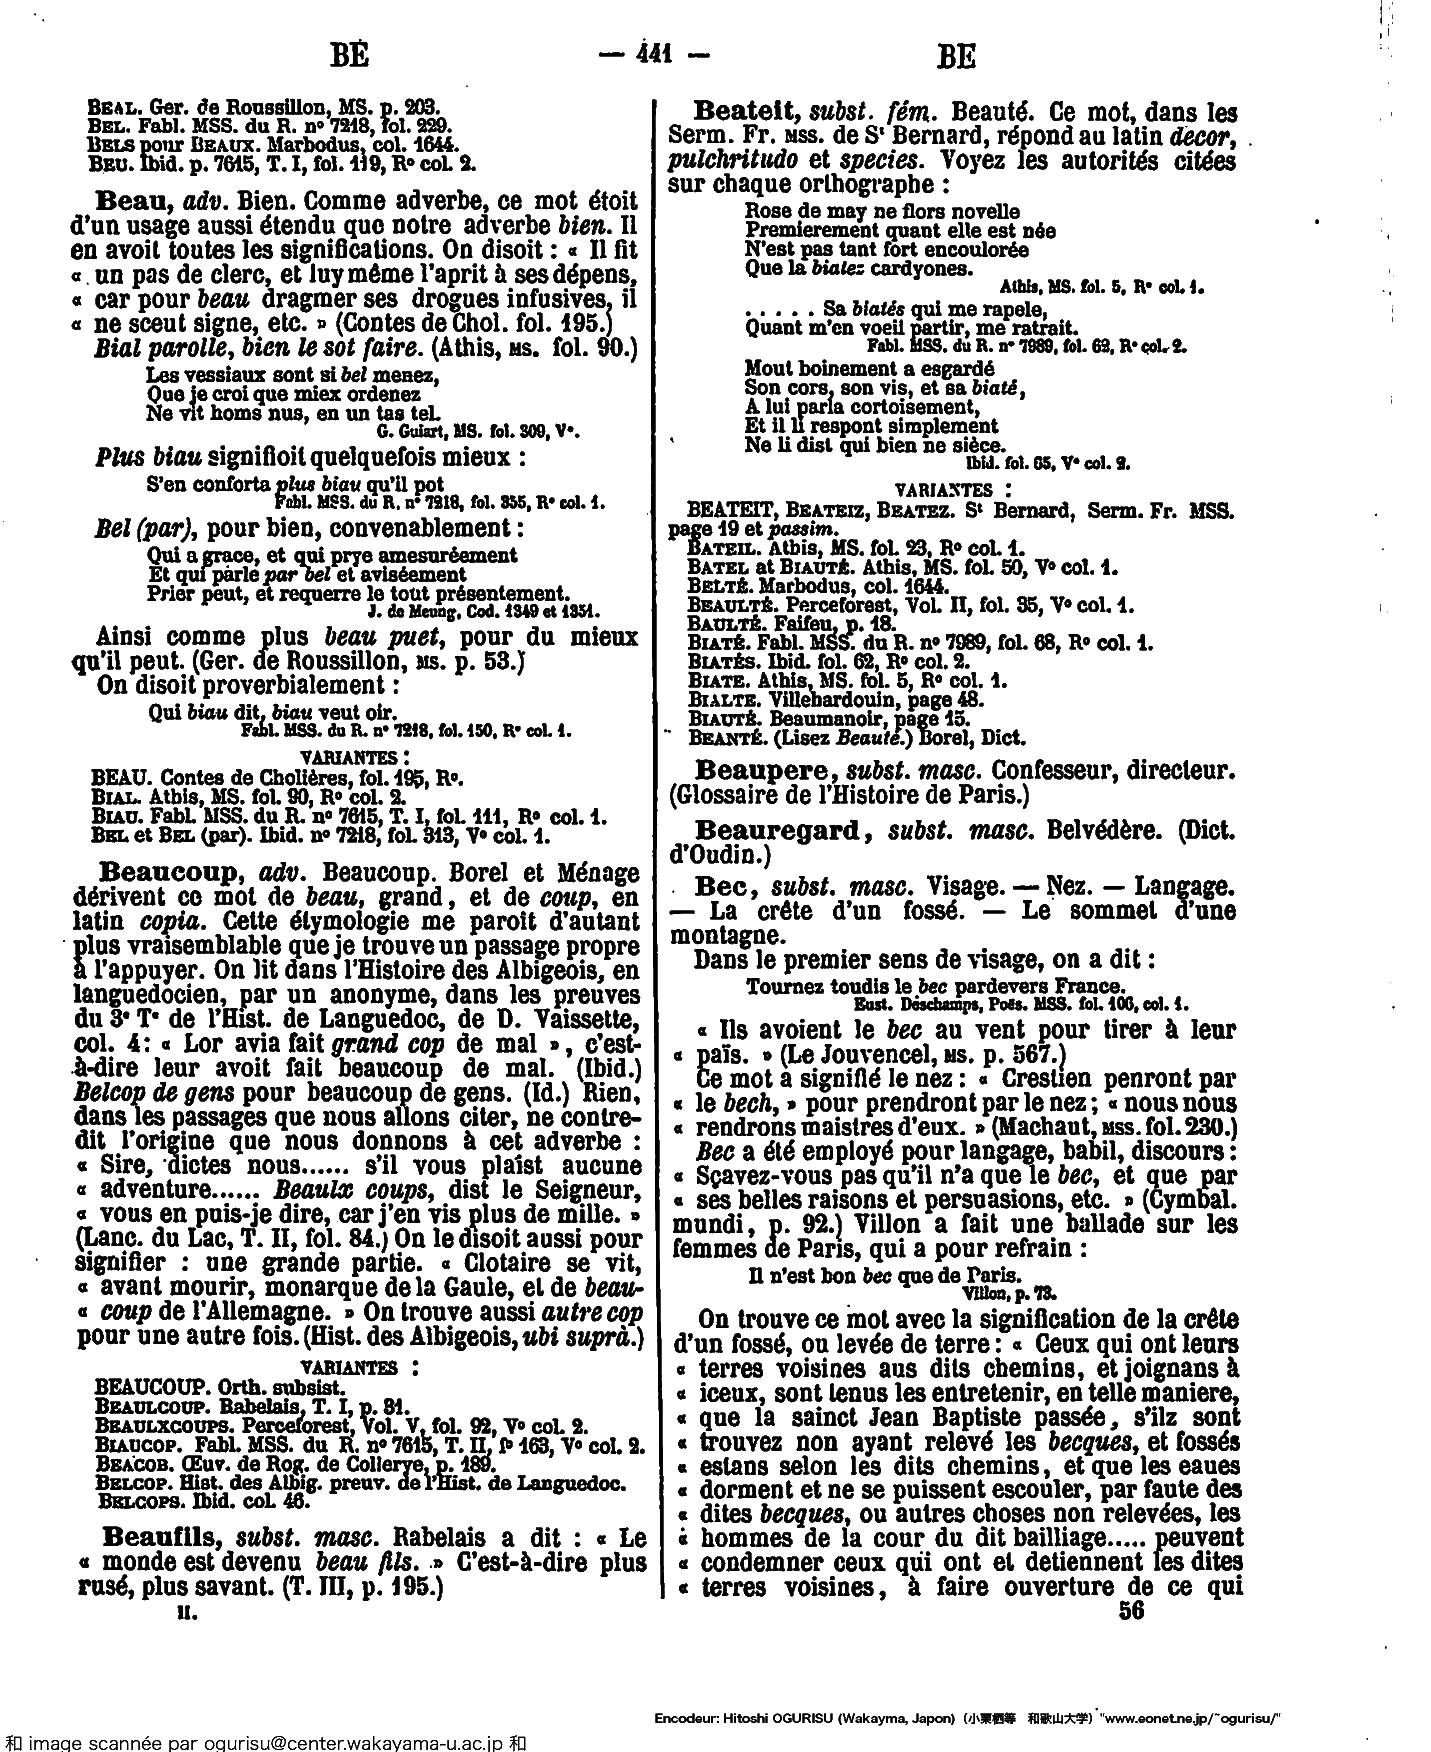 BÉ
— 441 —
BE
BEAL. Ger. de Roussillon, MS. p. 203.
BEL. Fabl. MSS. du R. nº 7218, fol. 229.
BELS pour BEAUX. Marbodus, col. 1644.
BEU. Ibid. p. 7615, T. I, fol. 119, Rº col. 2.
Beau, adv. Bien. Comme adverbe, ce mot étoit
d'un usage aussi étendu que notre adverbe bien. Il
en avoit toutes les significations. On disoit : « Il fit
« un pas de clerc, et luy même l'aprit à ses dépens,
« car pour beau dragmer ses drogues infusives, il
« ne sceut signe, etc. » (Contes de Chol. fol. 195.)
Bial parolle, bien le sot faire. (Athis, MS. fol. 90.)
Les vessiaux sont si bel menez,
Que je croi que miex ordenez
Ne vit homs nus, en un tas tel.
G. Guiart, MS. fol. 309, Vº.
Plus biau signifioit quelquefois mieux :
S'en conforta plus biau qu'il pot
Fabl. MSS. du R. nº 7218, fol. 355, Rº col. 1.
Bel (par), pour bien, convenablement :
Qui a grace, et qui prye amesuréement
Et qui parle par bel et aviséement
Prier peut, et requerre le tout présentement.
J. de Meung, Cod. 1349 et 1351.
Ainsi comme plus beau puet, pour du mieux
qu'il peut. (Ger. de Roussillon, MS. p. 53.)
On disoit proverbialement :
Qui biau dit, biau veut oir.
Fabl. MSS. du R. nº 7218, fol. 150, Rº col. 1.
VARIANTES :
BEAU. Contes de Cholières, fol. 195, Rº.
BIAL. Athis, MS. fol. 90, Rº col. 2.
BIAU. Fabl. MSS. du R. nº 7615, T. I, fol. 111, Rº col. 1.
BEL et BEL (par). Ibid. nº 7218, fol. 313, Vº col. 1.
Beaucoup, adv. Beaucoup. Borel et Ménage
dérivent ce mot de beau, grand, et de coup, en
latin copia. Cette étymologie me paroît d'autant
plus vraisemblable que je trouve un passage propre
à l'appuyer. On lit dans l'Histoire des Albigeois, en
languedocien, par un anonyme, dans les preuves
du 3e Te de l'Hist. de Languedoc, de D. Vaissette,
col. 4: « Lor avia fait grand cop de mal », c'est-
à-dire leur avoit fait beaucoup de mal. (Ibid.)
Belcop de gens pour beaucoup de gens. (Id.) Rien,
dans les passages que nous allons citer, ne contre-
dit l'origine que nous donnons à cet adverbe :
« Sire, dictes nous...... s'il vous plaist aucune
« adventure...... Beaulx coups, dist le Seigneur,
« vous en puis-je dire, car j'en vis plus de mille. »
(Lanc. du Lac, T. II, fol. 84.) On le disoit aussi pour
signifier : une grande partie. « Clotaire se vit,
« avant mourir, monarque de la Gaule, et de beau-
« coup de l'Allemagne. » On trouve aussi autre cop
pour une autre fois. (Hist. des Albigeois, ubi suprà.)
VARIANTES :
BEAUCOUP. Orth. subsist.
BEAULCOUP. Rabelais, T. I, p. 81.
BEAULXCOUPS. Perceforest, Vol. V, fol. 92, Vº col. 2.
BIAUCOP. Fabl. MSS. du R. nº 7615, T. II, fº 163, Vº col. 2.
BEACOB. Œuv. de Rog. de Collerye, p. 189.
BELCOP. Hist. des Albig. preuv. de l'Hist. de Languedoc.
BELCOPS. Ibid. col. 46.
Beaufils, subst. masc. Rabelais a dit : « Le
« monde est devenu beau fils. » C'est-à-dire plus
rusé, plus savant. (T. III, p. 195.)
II.
Beateit, subst. fém. Beauté. Ce mot, dans les
Serm. Fr. MSS. de St Bernard, répond au latin decor,
pulchritudo et species. Voyez les autorités citées
sur chaque orthographe :
Rose de may ne flors novelle
Premierement quant elle est née
N'est pas tant fort encoulorée
Que la biatez cardyones.
Athis, MS. fol. 5, Rº col. 1.
. . . . . Sa biatés qui me rapele,
Quant m'en voeil partir, me ratrait.
Fabl. MSS. du R. nº 7989, fol. 62, Rº col. 2.
Mout boinement a esgardé
Son cors, son vis, et sa biaté,
A lui parla cortoisement,
Et il li respont simplement
Ne li dist qui bien ne sièce.
Ibid. fol. 65, Vº col. 2.
VARIANTES :
BEATEIT, BEATEIZ, BEATEZ. St Bernard, Serm. Fr. MSS.
page 19 et passim.
BATEIL. Athis, MS. fol. 23, Rº col. 1.
BATEL at BIAUTÉ. Athis, MS. fol. 50, Vº col. 1.
BELTÉ. Marbodus, col. 1644.
BEAULTÉ. Perceforest, Vol. II, fol. 35, Vº col. 1.
BAULTÉ. Faifeu, p. 18.
BIATÉ. Fabl. MSS. du R. nº 7989, fol. 68, Rº col. 1.
BIATÉS. Ibid. fol. 62, Rº col. 2.
BIATE. Athis, MS. fol. 5, Rº col. 1.
BIALTE. Villehardouin, page 48.
BIAUTÉ. Beaumanoir, page 15.
BEANTÉ. (Lisez Beauté.) Borel, Dict.
Beaupere, subst. masc. Confesseur, directeur.
(Glossaire de l'Histoire de Paris.)
Beauregard, subst. masc. Belvédère. (Dict.
d'Oudin.)
Bec, subst. masc. Visage. — Nez. — Langage.
— La crête d'un fossé. — Le sommet d'une
montagne.
Dans le premier sens de visage, on a dit :
Tournez toudis le bec pardevers France.
Eust. Deschamps, Poës. MSS. fol. 106, col. 1.
« Ils avoient le bec au vent pour tirer à leur
« païs. » (Le Jouvencel, MS. p. 567.)
Ce mot a signifié le nez : « Crestien penront par
« le bech, » pour prendront par le nez ; « nous nous
« rendrons maistres d'eux. » (Machaut, MSS. fol. 230.)
Bec a été employé pour langage, babil, discours :
« Sçavez-vous pas qu'il n'a que le bec, et que par
« ses belles raisons et persuasions, etc. » (Cymbal.
mundi, p. 92.) Villon a fait une ballade sur les
femmes de Paris, qui a pour refrain :
Il n'est bon bec que de Paris.
Villon, p. 73.
On trouve ce mot avec la signification de la crête
d'un fossé, ou levée de terre : « Ceux qui ont leurs
« terres voisines aus dits chemins, et joignans à
« iceux, sont tenus les entretenir, en telle maniere,
« que la sainct Jean Baptiste passée, s'ilz sont
« trouvez non ayant relevé les becques, et fossés
« estans selon les dits chemins, et que les eaues
« dorment et ne se puissent escouler, par faute des
« dites becques, ou autres choses non relevées, les
« hommes de la cour du dit bailliage..... peuvent
« condemner ceux qui ont et detiennent les dites
« terres voisines, à faire ouverture de ce qui
56
Encodeur: Hitoshi OGURISU (Wakayma, Japon) (小栗栖等 和歌山大学) "www.eonet.ne.jp/~ogurisu/"
和 image scannée par ogurisu@center.wakayama-u.ac.jp 和